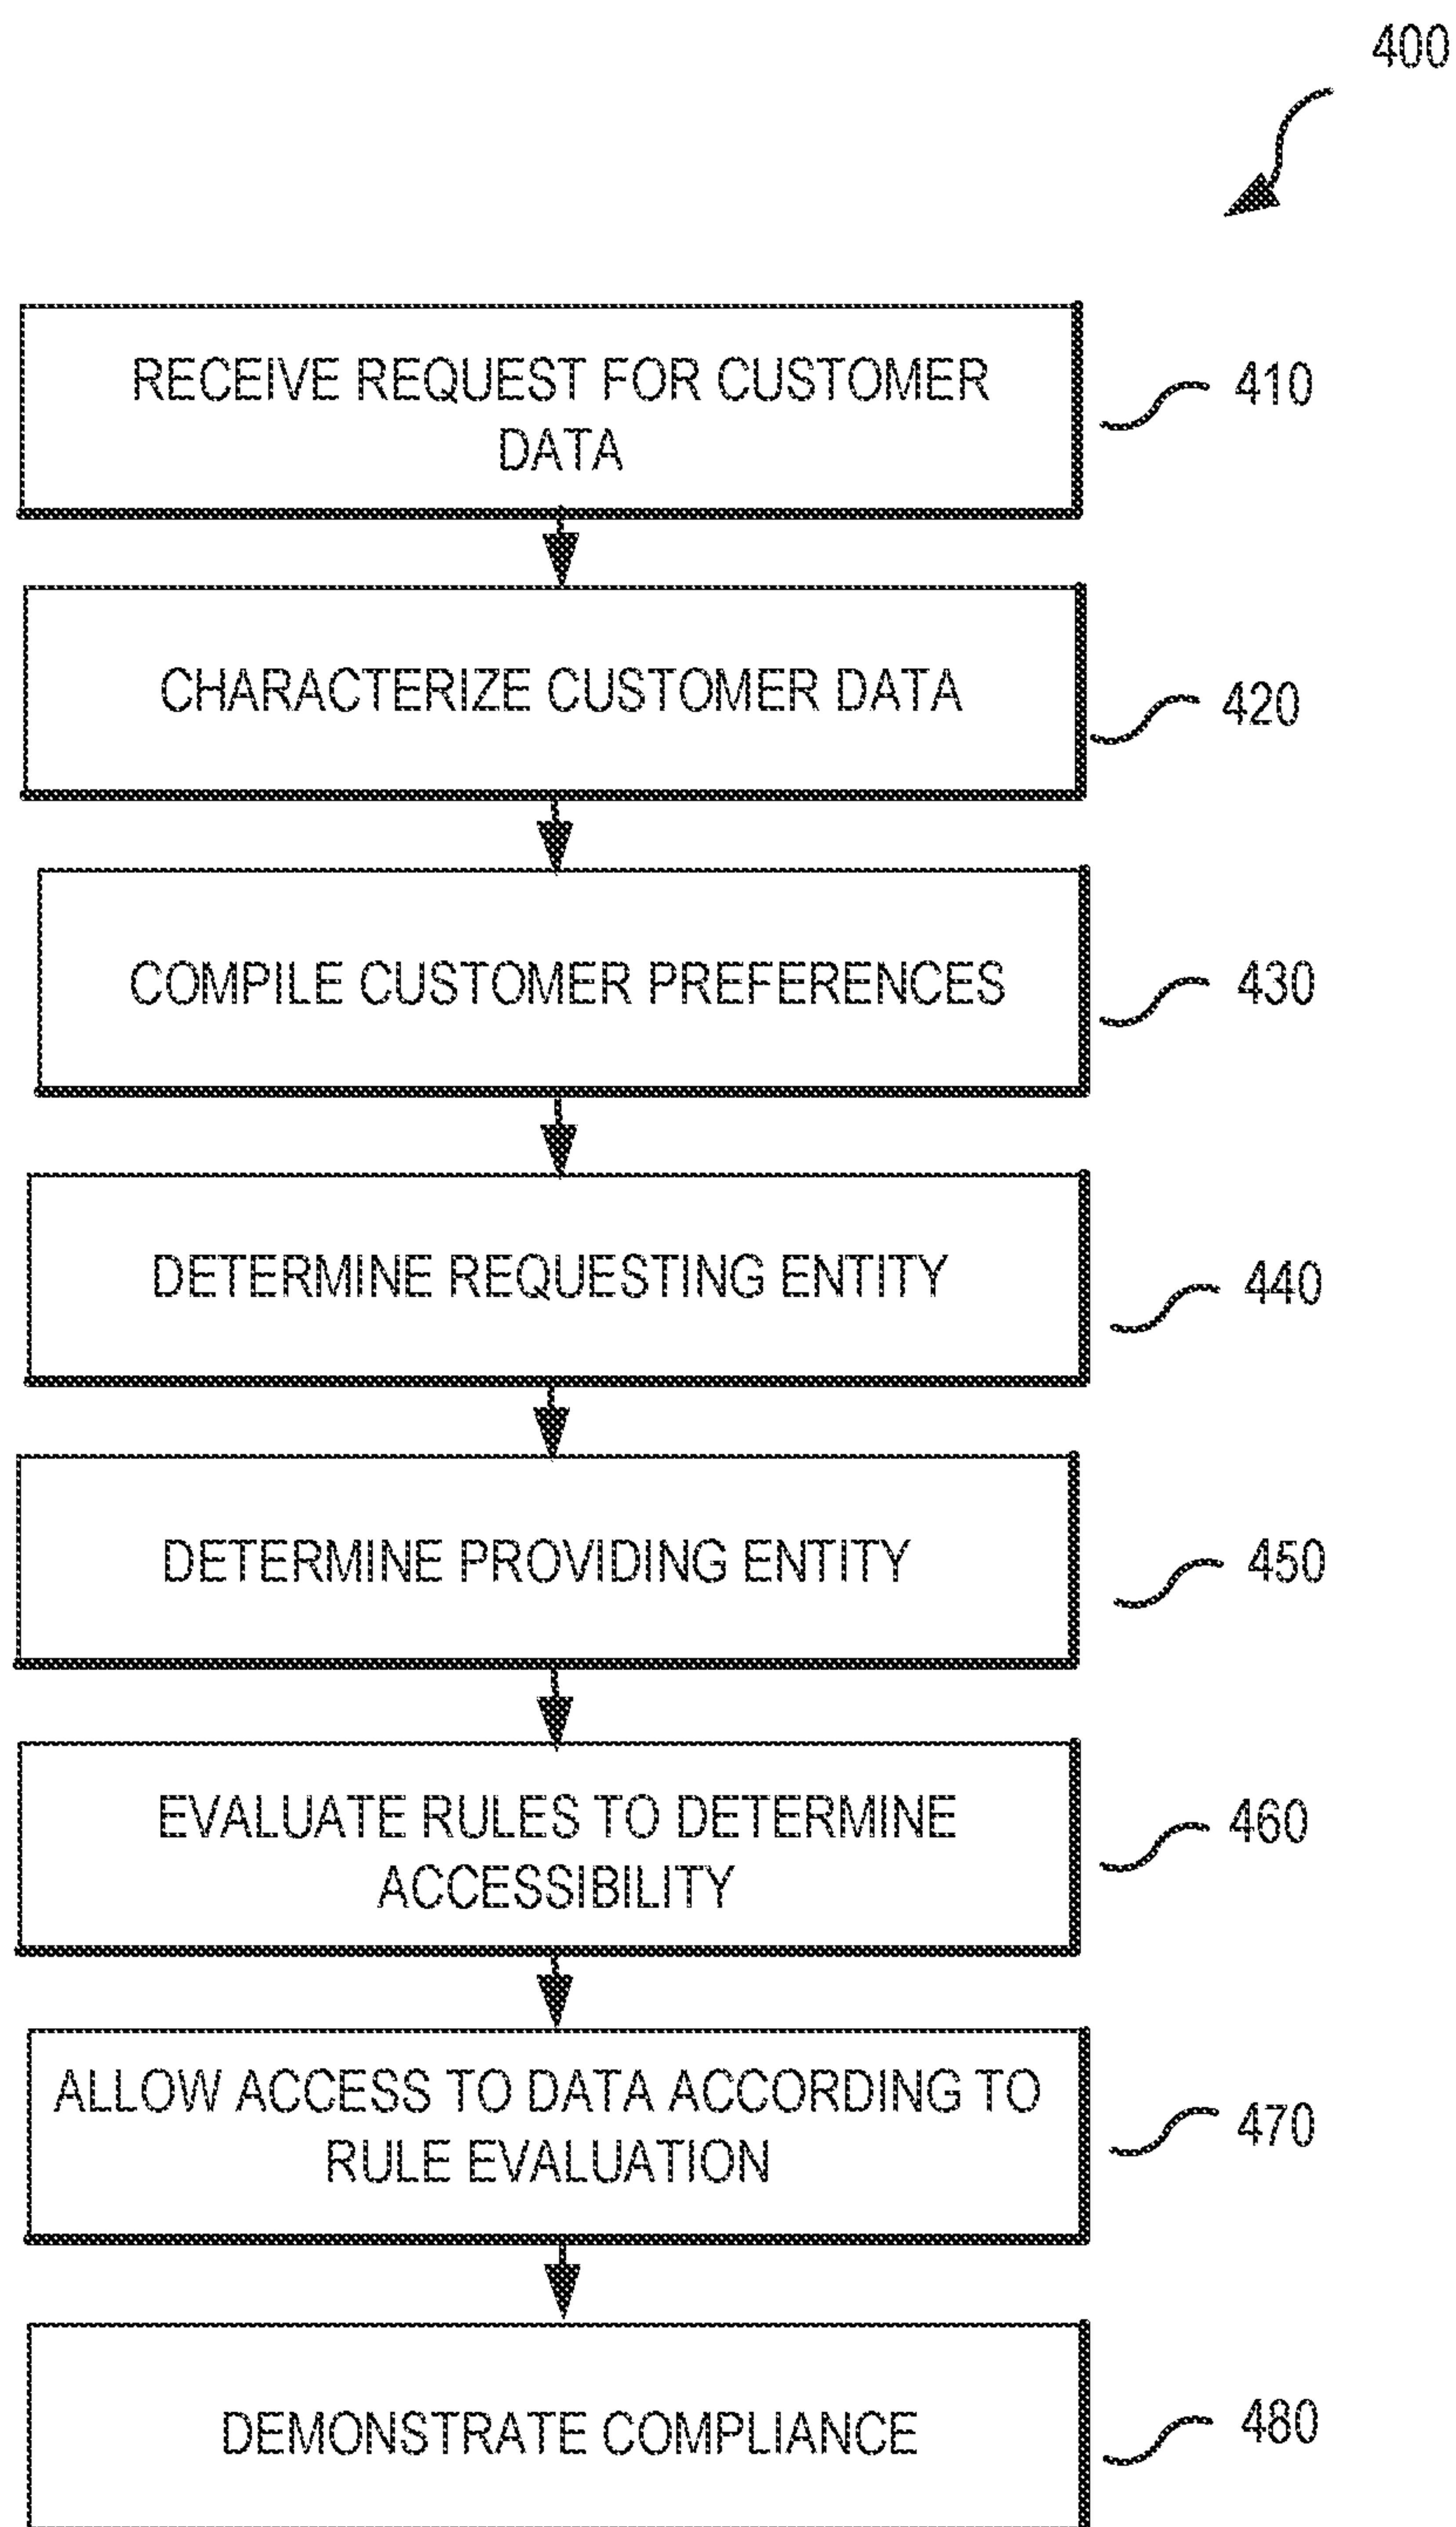 400
RECEIVE REQUEST FOR CUSTOMER
DATA
410
CHARACTERIZE CUSTOMER DATA
420
COMPILE CUSTOMER PREFERENCES
430
DETERMINE REQUESTING ENTITY
440
DETERMINE PROVIDING ENTITY
450
EVALUATE RULES TO DETERMINE
ACCESSIBILITY
460
ALLOW ACCESS TO DATA ACCORDING TO
RULE EVALUATION
470
DEMONSTRATE COMPLIANCE
480